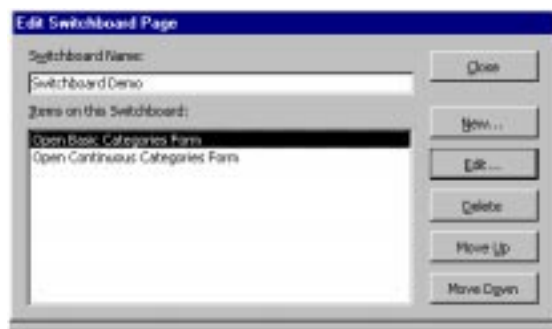 Edit Switchboard Page
Switchboard Name:
Close
Switchboard Demo
Items on this Switchboard:
New...
Open Basic Categories Form
Open Continuous Categories Form
Edit...
Delete
Move Up
Move Down